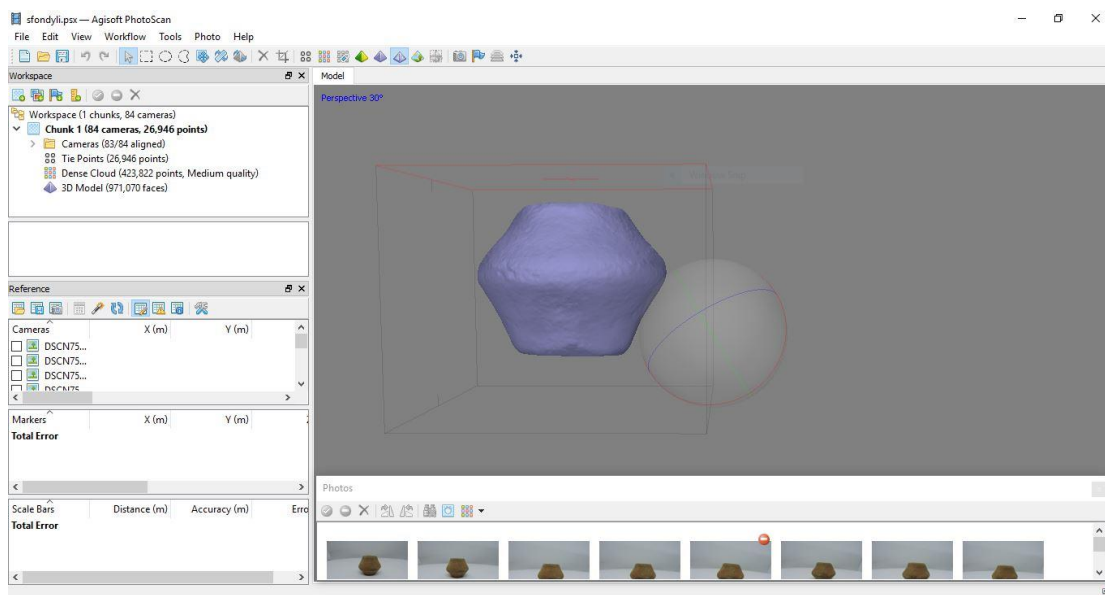 sfondyli.psx — Agisoft PhotoScan
File Edit View Workflow Tools Photo Help
Workspace
Model
Workspace (1 chunks, 84 cameras)
Chunk 1 (84 cameras, 26,946 points)
Cameras (83/84 aligned)
Tie Points (26,946 points)
Dense Cloud (423,822 points, Medium quality)
3D Model (971,070 faces)
Perspective 30°
Reference
Cameras X (m) Y (m)
DSCN75...
DSCN75...
DSCN75...
DSCN75
Markers X (m) Y (m)
Total Error
Scale Bars Distance (m) Accuracy (m) Erro
Total Error
Photos